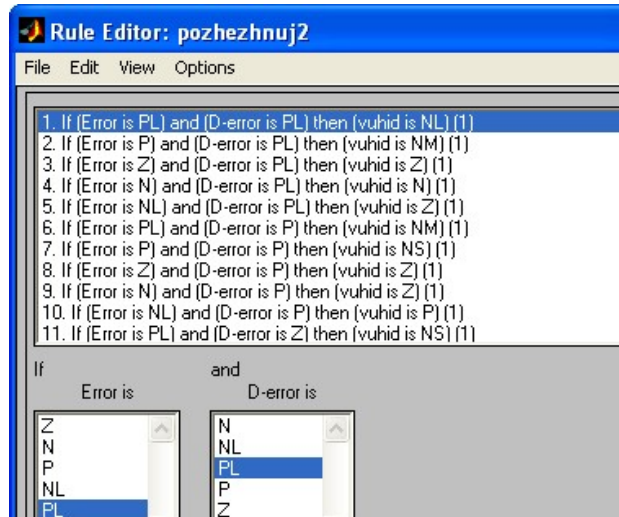 Rule Editor: pozhezhnuj2
File Edit View Options
1. If (Error is PL) and (D-error is PL) then (vuhid is NL) (1)
2. If (Error is P) and (D-error is PL) then (vuhid is NM) (1)
3. If (Error is Z) and (D-error is PL) then (vuhid is Z) (1)
4. If (Error is N) and (D-error is PL) then (vuhid is N) (1)
5. If (Error is NL) and (D-error is PL) then (vuhid is Z) (1)
6. If (Error is PL) and (D-error is P) then (vuhid is NM) (1)
7. If (Error is P) and (D-error is P) then (vuhid is NS) (1)
8. If (Error is Z) and (D-error is P) then (vuhid is Z) (1)
9. If (Error is N) and (D-error is P) then (vuhid is Z) (1)
10. If (Error is NL) and (D-error is P) then (vuhid is P) (1)
11. If (Error is PL) and (D-error is Z) then (vuhid is NS) (1)
If and
Error is D-error is
Z N
N NL
P PL
NL P
PL Z